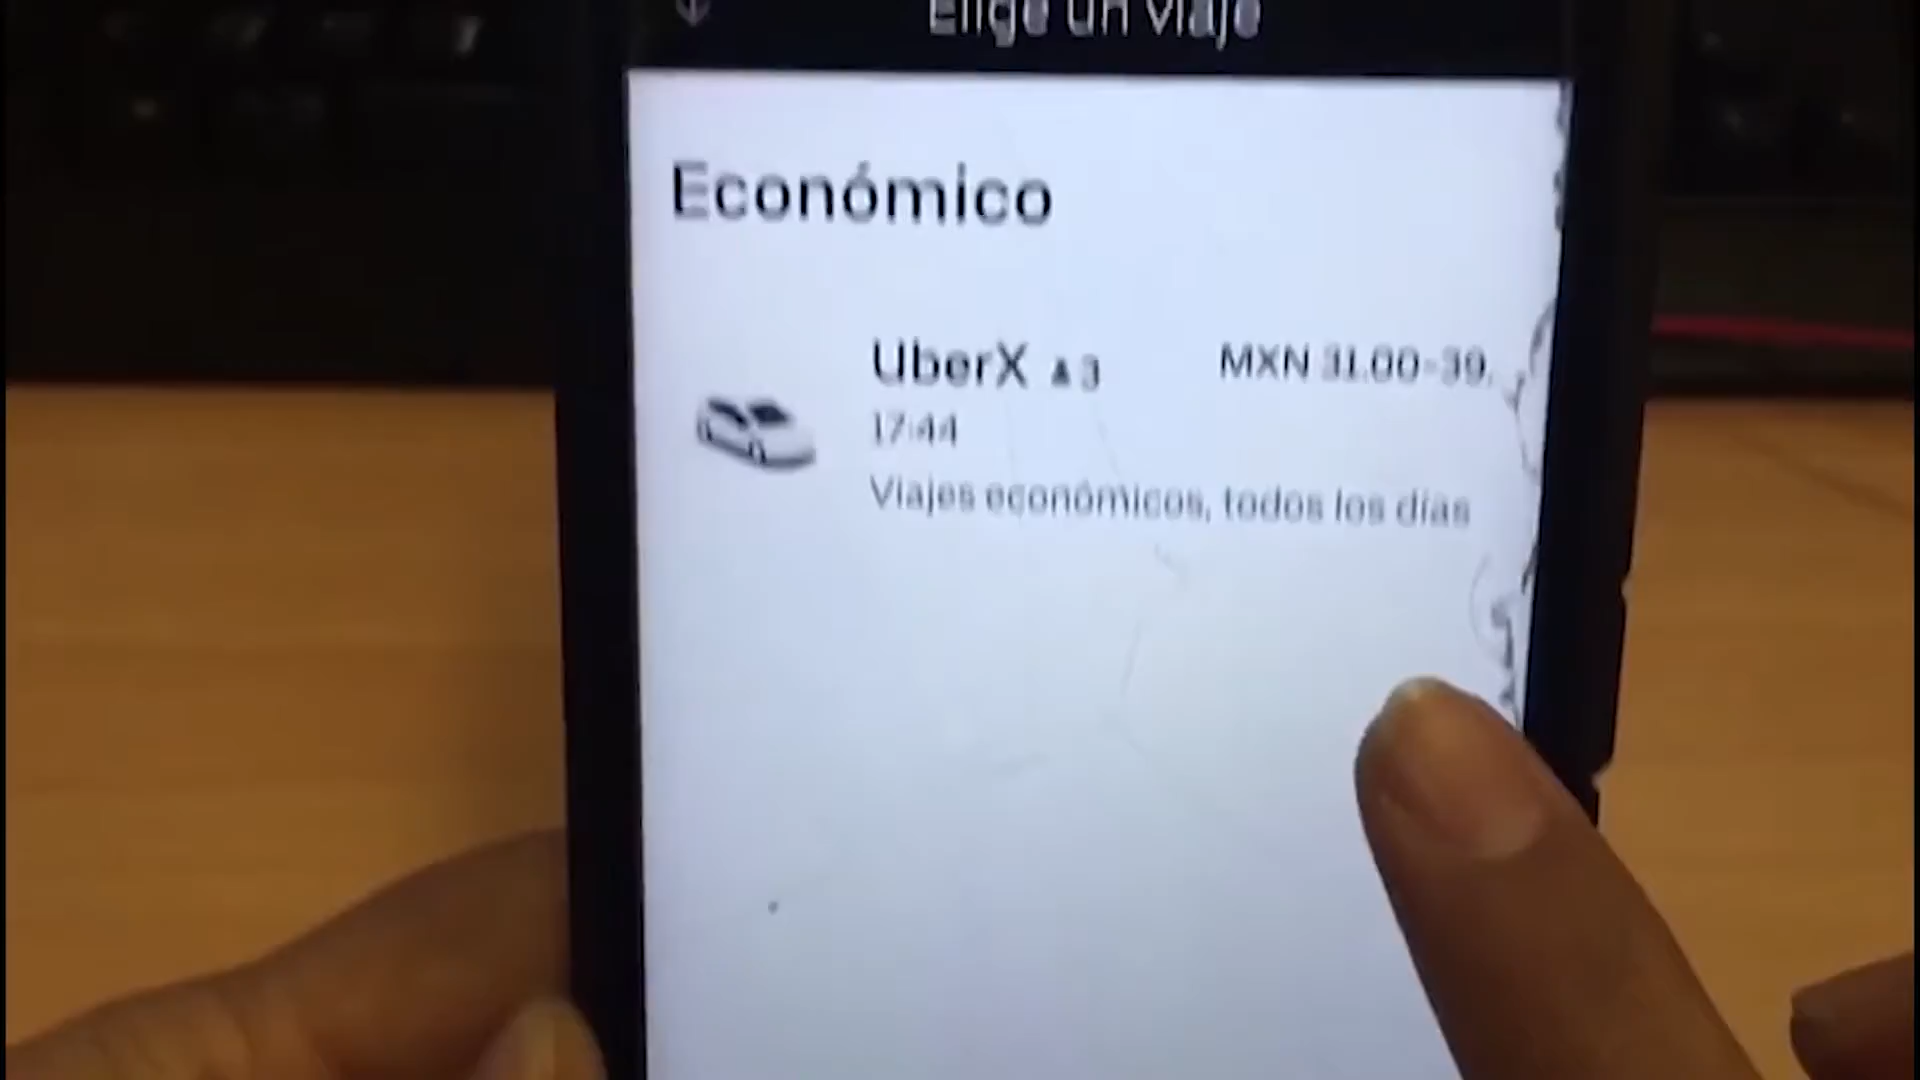 Elige un viaje
Económico
UberX 3 MXN 31.00-39.
17:44
Viajes económicos, todos los días